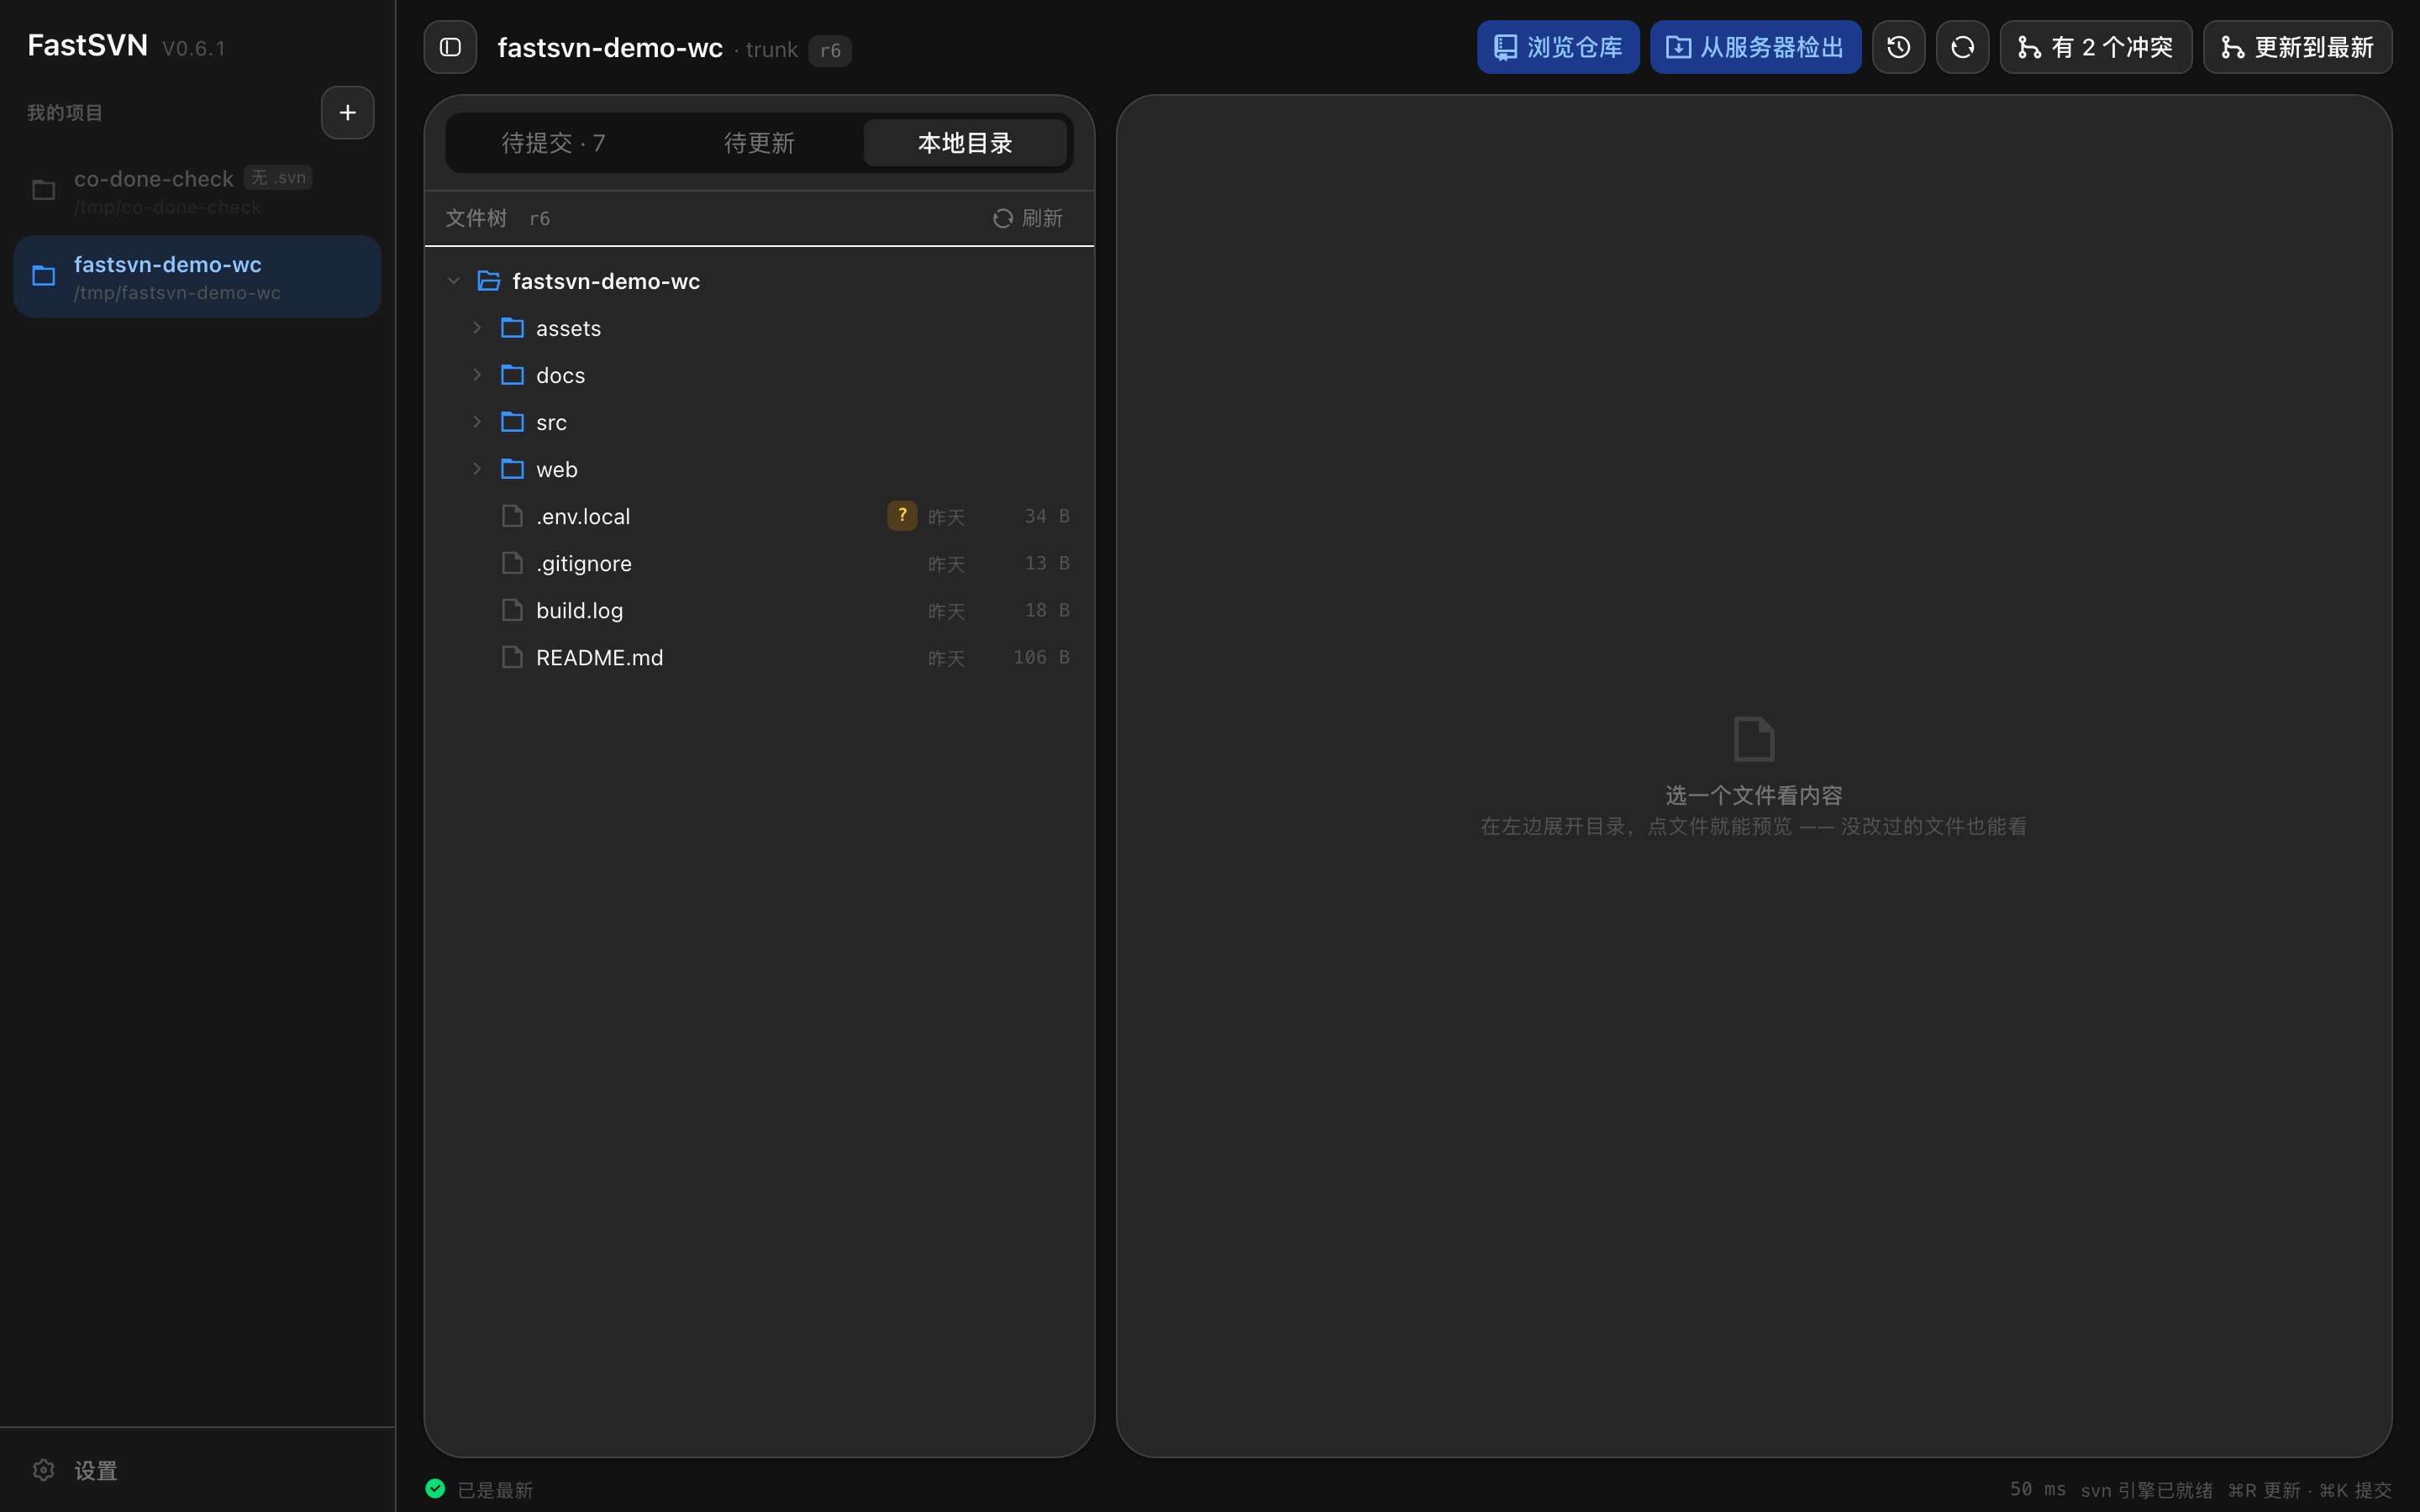 FastSVN V0.6.1
我的项目
co-done-check 无 .svn
/tmp/co-done-check
fastsvn-demo-wc
/tmp/fastsvn-demo-wc
设置
fastsvn-demo-wc · trunk r6
浏览仓库
从服务器检出
有 2 个冲突
更新到最新
待提交 · 7
待更新
本地目录
文件树 r6
刷新
fastsvn-demo-wc
assets
docs
src
web
.env.local ? 昨天 34 B
.gitignore 昨天 13 B
build.log 昨天 18 B
README.md 昨天 106 B
选一个文件看内容
在左边展开目录，点文件就能预览 —— 没改过的文件也能看
已是最新
50 ms svn 引擎已就绪 ⌘R 更新 · ⌘K 提交